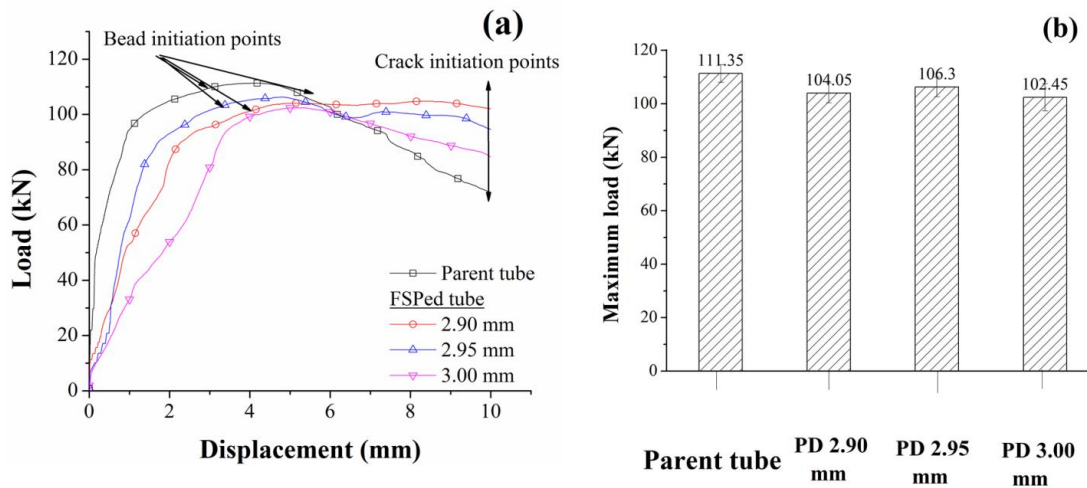 (a)
Bead initiation points
Crack initiation points
120
100
80
60
40
20
0
Load (kN)
Parent tube
FSPed tube
2.90 mm
2.95 mm
3.00 mm
0 2 4 6 8 10
Displacement (mm)
(b)
111.35
104.05
106.3
102.45
120
100
80
60
40
20
0
Maximum load (kN)
Parent tube
PD 2.90
mm
PD 2.95
mm
PD 3.00
mm